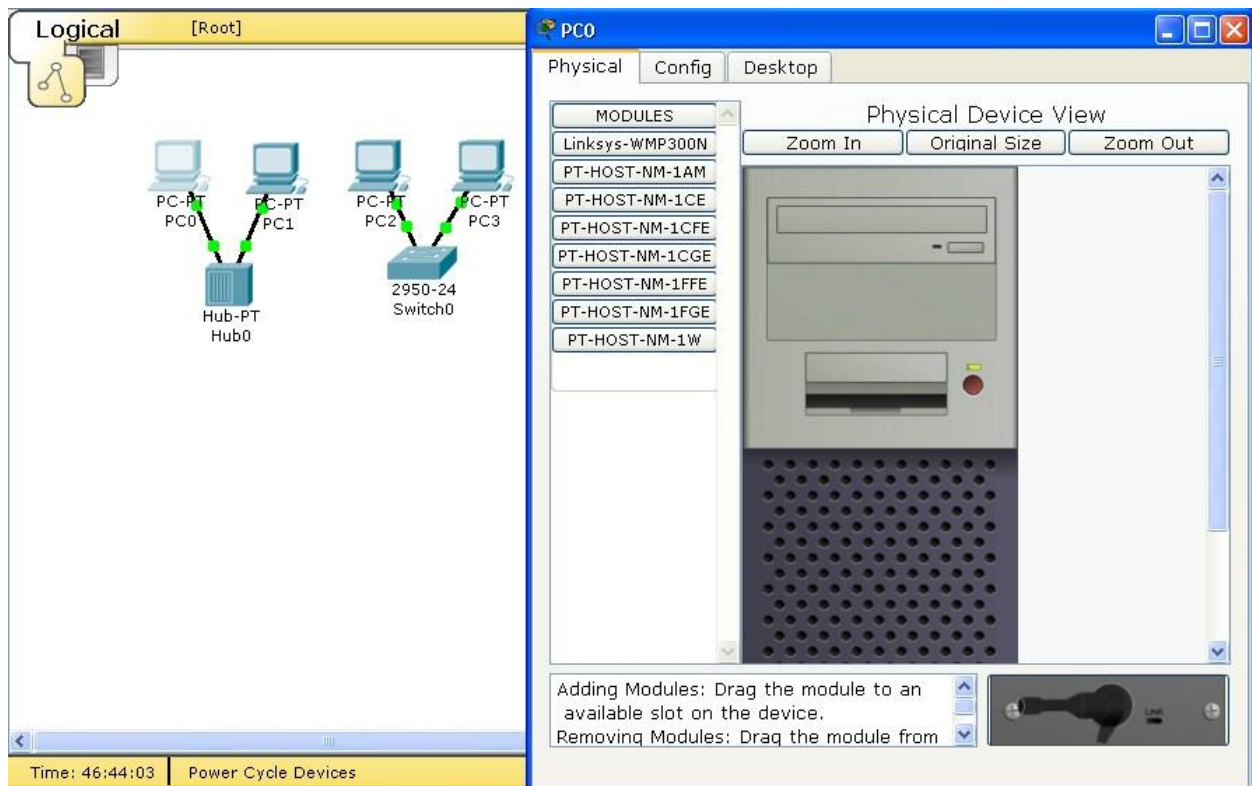 Logical
[Root]
PC-PT
PC0
PC-PT
PC1
PC-PT
PC2
PC-PT
PC3
Hub-PT
Hub0
2950-24
Switch0
Time: 46:44:03
Power Cycle Devices
PC0
Physical
Config
Desktop
MODULES
Linksys-WMP300N
PT-HOST-NM-1AM
PT-HOST-NM-1CE
PT-HOST-NM-1CFE
PT-HOST-NM-1CGE
PT-HOST-NM-1FFE
PT-HOST-NM-1FGE
PT-HOST-NM-1W
Physical Device View
Zoom In
Original Size
Zoom Out
Adding Modules: Drag the module to an
available slot on the device.
Removing Modules: Drag the module from
LINK